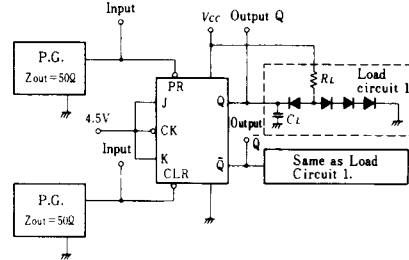 Input
Vcc Output Q
P.G.
Zout = 50Ω
RL
Load
circuit 1
PR
J
Q
CL
4.5V
CK
Output
Q
Input
K
Q̅
Same as Load
Circuit 1.
CLR
P.G.
Zout = 50Ω